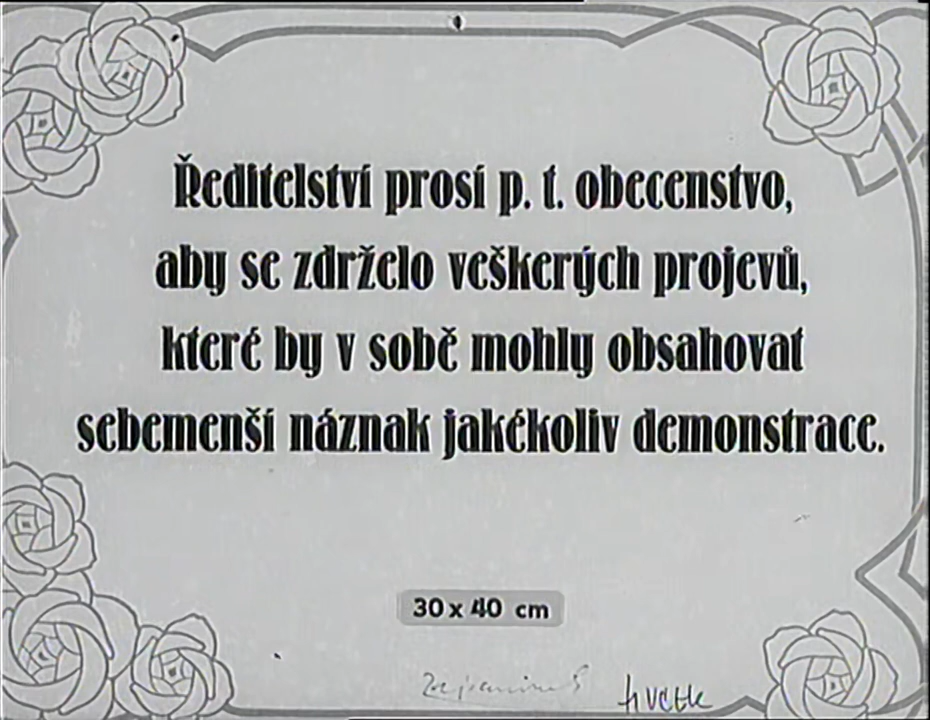 Ředitelství prosí p. t. obecenstvo,
aby se zdrželo veškerých projevů,
které by v sobě mohly obsahovat
sebemenší náznak jakékoliv demonstrace.
30 x 40 cm